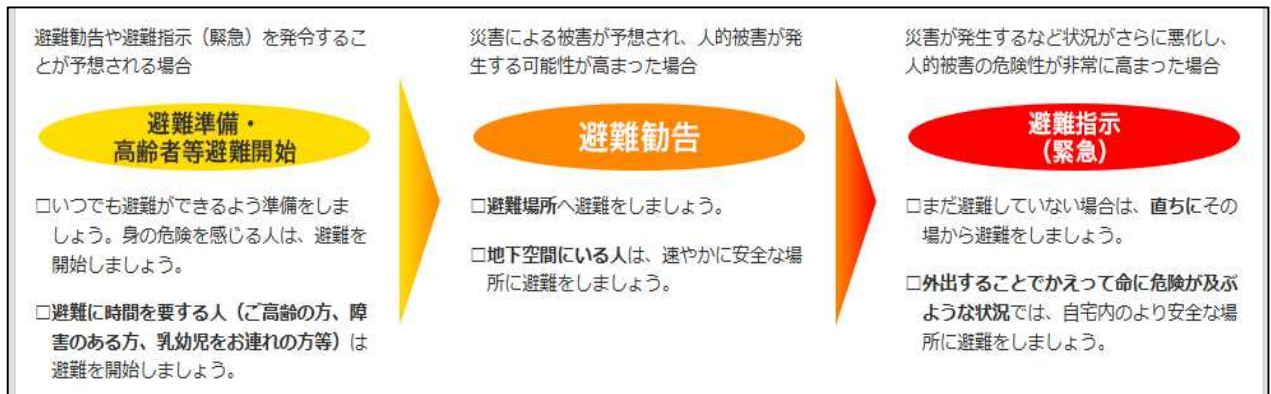 避難勧告や避難指示（緊急）を発令するこ
とが予想される場合
避難準備・
高齢者等避難開始
□いつでも避難ができるよう準備をしま
しょう。身の危険を感じる人は、避難を
開始しましょう。
□避難に時間を要する人（ご高齢の方、障
害のある方、乳幼児をお連れの方等）は
避難を開始しましょう。
災害による被害が予想され、人的被害が発
生する可能性が高まった場合
避難勧告
□避難場所へ避難をしましょう。
□地下空間にいる人は、速やかに安全な場
所に避難をしましょう。
災害が発生するなど状況がさらに悪化し、
人的被害の危険性が非常に高まった場合
避難指示
（緊急）
□まだ避難していない場合は、直ちにその
場から避難をしましょう。
□外出することでかえって命に危険が及ぶ
ような状況では、自宅内のより安全な場
所に避難をしましょう。